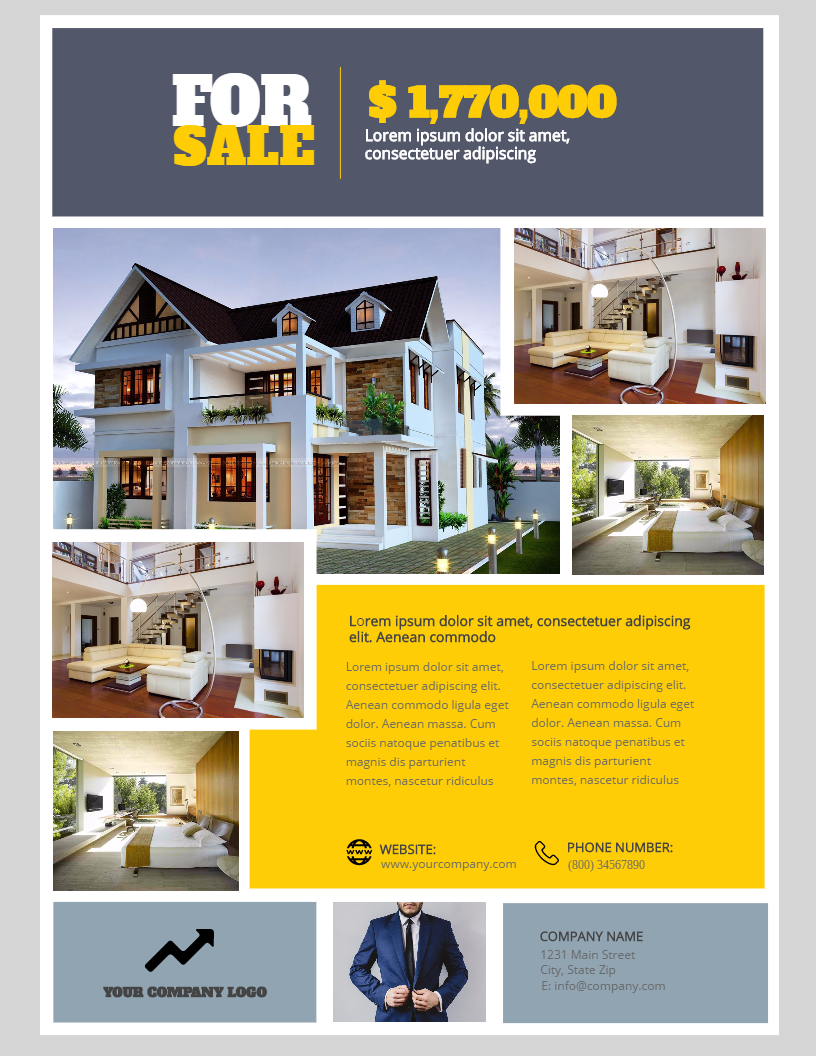 FOR
SALE
$ 1,770,000
Lorem ipsum dolor sit amet,
consectetuer adipiscing
Lorem ipsum dolor sit amet, consectetuer adipiscing
elit. Aenean commodo
Lorem ipsum dolor sit amet,
consectetuer adipiscing elit.
Aenean commodo ligula eget
dolor. Aenean massa. Cum
sociis natoque penatibus et
magnis dis parturient
montes, nascetur ridiculus
Lorem ipsum dolor sit amet,
consectetuer adipiscing elit.
Aenean commodo ligula eget
dolor. Aenean massa. Cum
sociis natoque penatibus et
magnis dis parturient
montes, nascetur ridiculus
www
WEBSITE:
www.yourcompany.com
PHONE NUMBER:
(800) 34567890
YOUR COMPANY LOGO
COMPANY NAME
1231 Main Street
City, State Zip
E: info@company.com